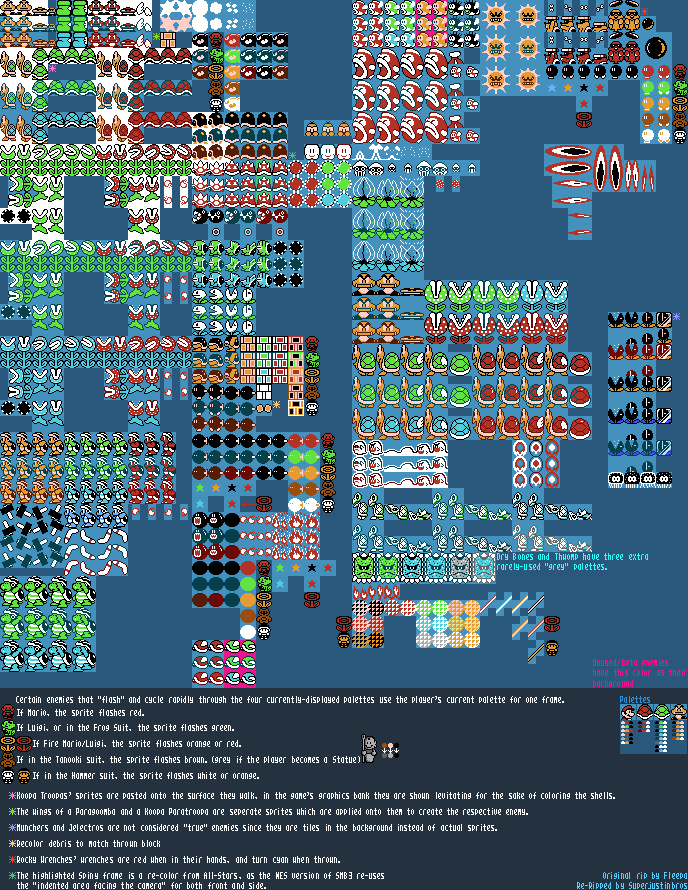 Dry Bones and Thwomp have three extra
rarely-used "grey" palettes.
Unused/Beta enemies
have this color as their
background
Certain enemies that "flash" and cycle rapidly through the four currently-displayed palettes use the player's current palette for one frame.
If Mario, the sprite flashes red.
If Luigi, or in the Frog Suit, the sprite flashes green.
If Fire Mario/Luigi, the sprite flashes orange or red.
If in the Tanooki suit, the sprite flashes brown. (grey if the player becomes a Statue)
If in the Hammer suit, the sprite flashes white or orange.
Palettes
*Koopa Troopas' sprites are pasted onto the surface they walk, in the game's graphics bank they are shown levitating for the sake of coloring the shells.
*The wings of a Paragoomba and a Koopa Paratroopa are seperate sprites which are applied onto them to create the respective enemy.
*Munchers and Jelectros are not considered "true" enemies since they are tiles in the background instead of actual sprites.
*Recolor debris to match thrown block
*Rocky Wrenches' wrenches are red when in their hands, and turn cyan when thrown.
*The highlighted Spiny frame is a re-color from All-Stars, as the NES version of SMB3 re-uses
the "indented area facing the camera" for both front and side.
Original rip by Fleepa
Re-Ripped by Superjustinbros